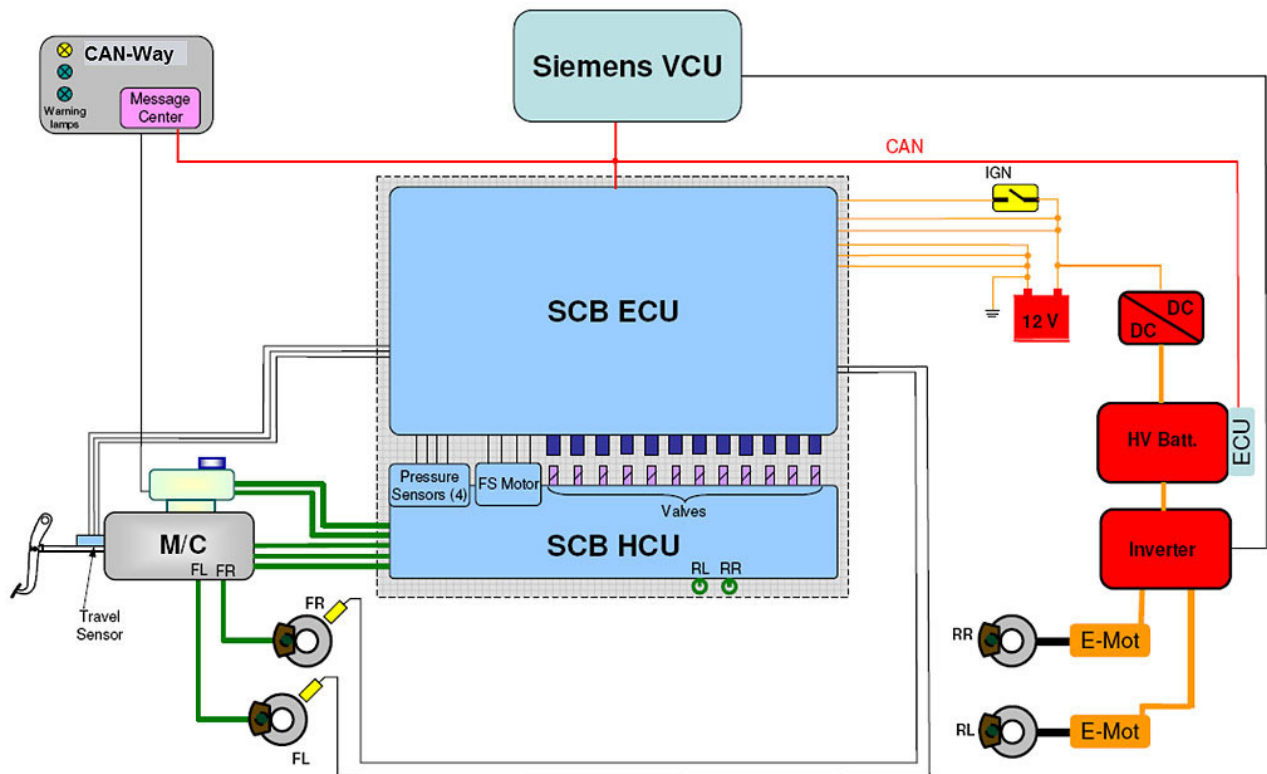 CAN-Way
Warning
lamps
Message
Center
Siemens VCU
CAN
IGN
SCB ECU
12 V
DC
DC
HV Batt.
ECU
Pressure
Sensors (4)
FS Motor
Valves
SCB HCU
RL RR
M/C
FL FR
Inverter
Travel
Sensor
FR
FL
RR
E-Mot
RL
E-Mot